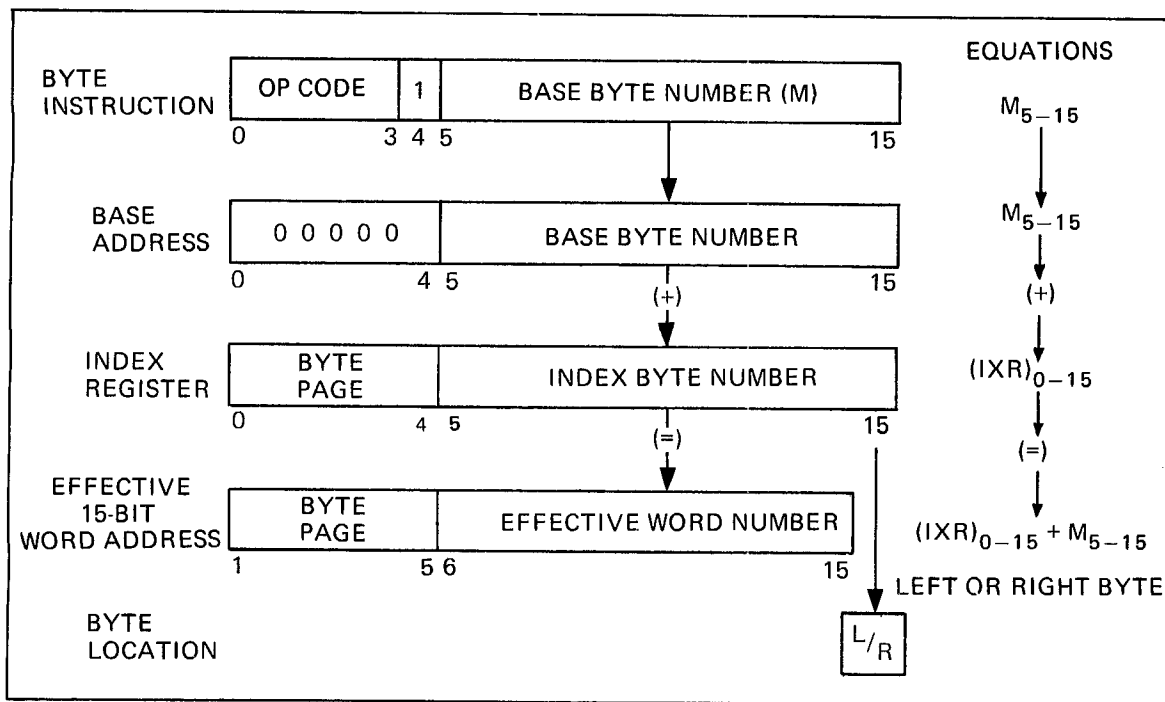 EQUATIONS
BYTE
INSTRUCTION
OP CODE 1 BASE BYTE NUMBER (M)
0 3 4 5 15
M5–15
BASE
ADDRESS
0 0 0 0 0 BASE BYTE NUMBER
0 4 5 15
M5–15
(+)
(+)
INDEX
REGISTER
BYTE
PAGE
INDEX BYTE NUMBER
0 4 5 15
(IXR)0–15
(=)
(=)
EFFECTIVE
15-BIT
WORD ADDRESS
BYTE
PAGE
EFFECTIVE WORD NUMBER
1 5 6 15
(IXR)0–15 + M5–15
LEFT OR RIGHT BYTE
BYTE
LOCATION
L/R